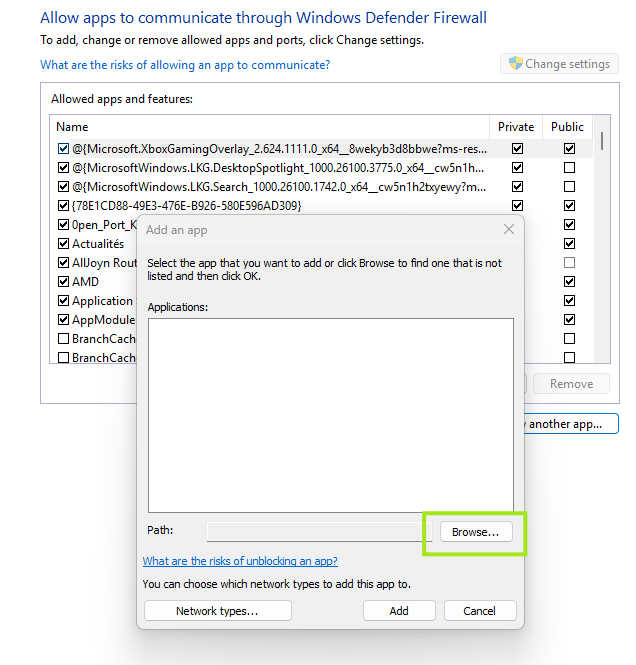 Allow apps to communicate through Windows Defender Firewall
To add, change or remove allowed apps and ports, click Change settings.
What are the risks of allowing an app to communicate?
Change settings
Allowed apps and features:
Name Private Public
@{Microsoft.XboxGamingOverlay_2.624.1111.0_x64__8wekyb3d8bbwe?ms-res...
@{MicrosoftWindows.LKG.DesktopSpotlight_1000.26100.3775.0_x64__cw5n1h...
@{MicrosoftWindows.LKG.Search_1000.26100.1742.0_x64__cw5n1h2txyewy?m...
{78E1CD88-49E3-476E-B926-580E596AD309}
0pen_Port_K
Actualités
AllJoyn Rout
AMD
Application
AppModule
BranchCach
BranchCach
Remove
another app...
Add an app
Select the app that you want to add or click Browse to find one that is not
listed and then click OK.
Applications:
Path:
Browse...
What are the risks of unblocking an app?
You can choose which network types to add this app to.
Network types...
Add
Cancel